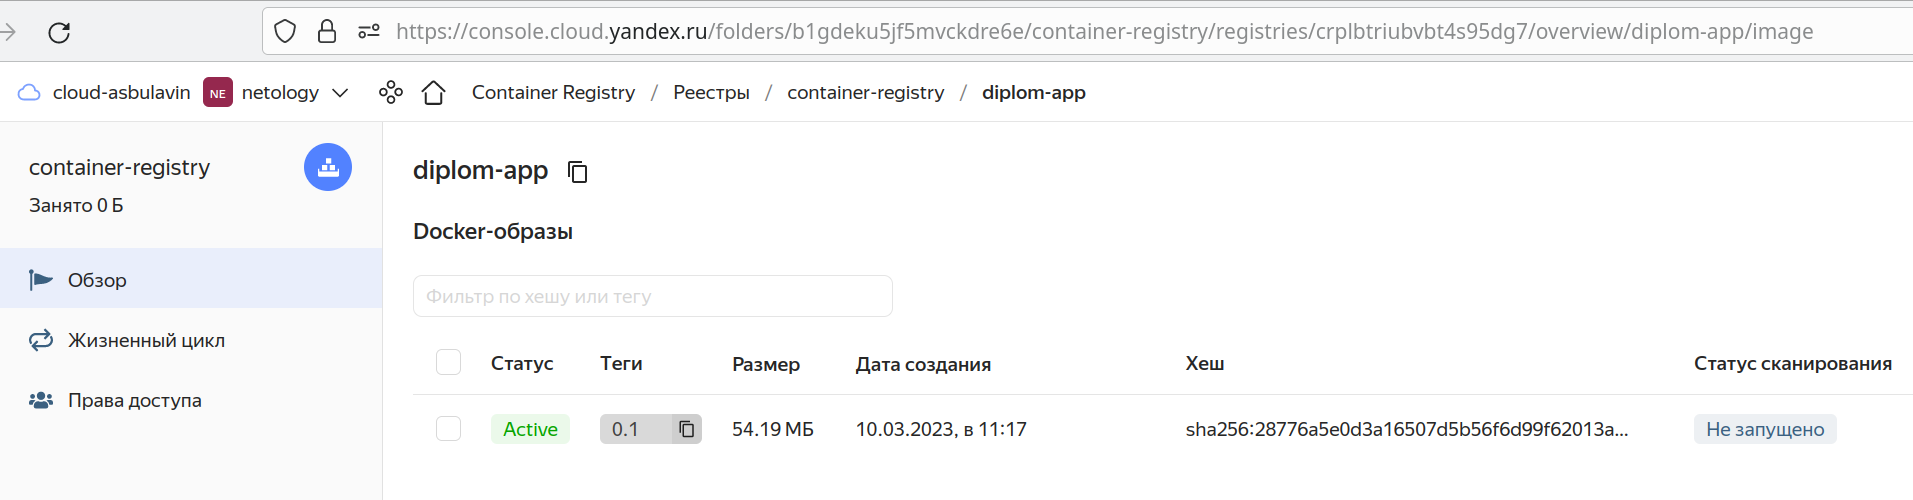 https://console.cloud.yandex.ru/folders/b1gdeku5jf5mvckdre6e/container-registry/registries/crplbtriubvbt4s95dg7/overview/diplom-app/image
cloud-asbulavin NE netology Container Registry / Реестры / container-registry / diplom-app
container-registry
Занято 0 Б
Обзор
Жизненный цикл
Права доступа
diplom-app
Docker-образы
Фильтр по хешу или тегу
Статус Теги Размер Дата создания Хеш Статус сканирования
Active 0.1 54.19 МБ 10.03.2023, в 11:17 sha256:28776a5e0d3a16507d5b56f6d99f62013a... Не запущено